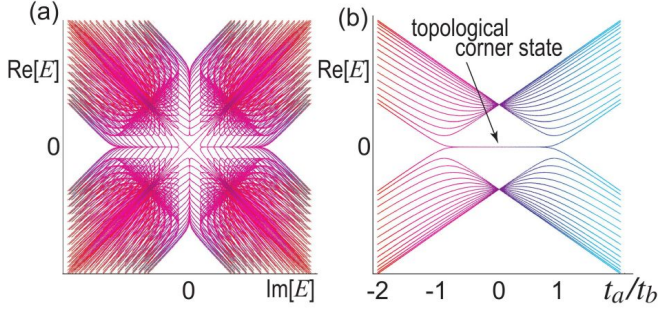 (a)
Re[E]
0
0
Im[E]
(b)
topological
corner state
Re[E]
0
-2
-1
0
1
t_a/t_b